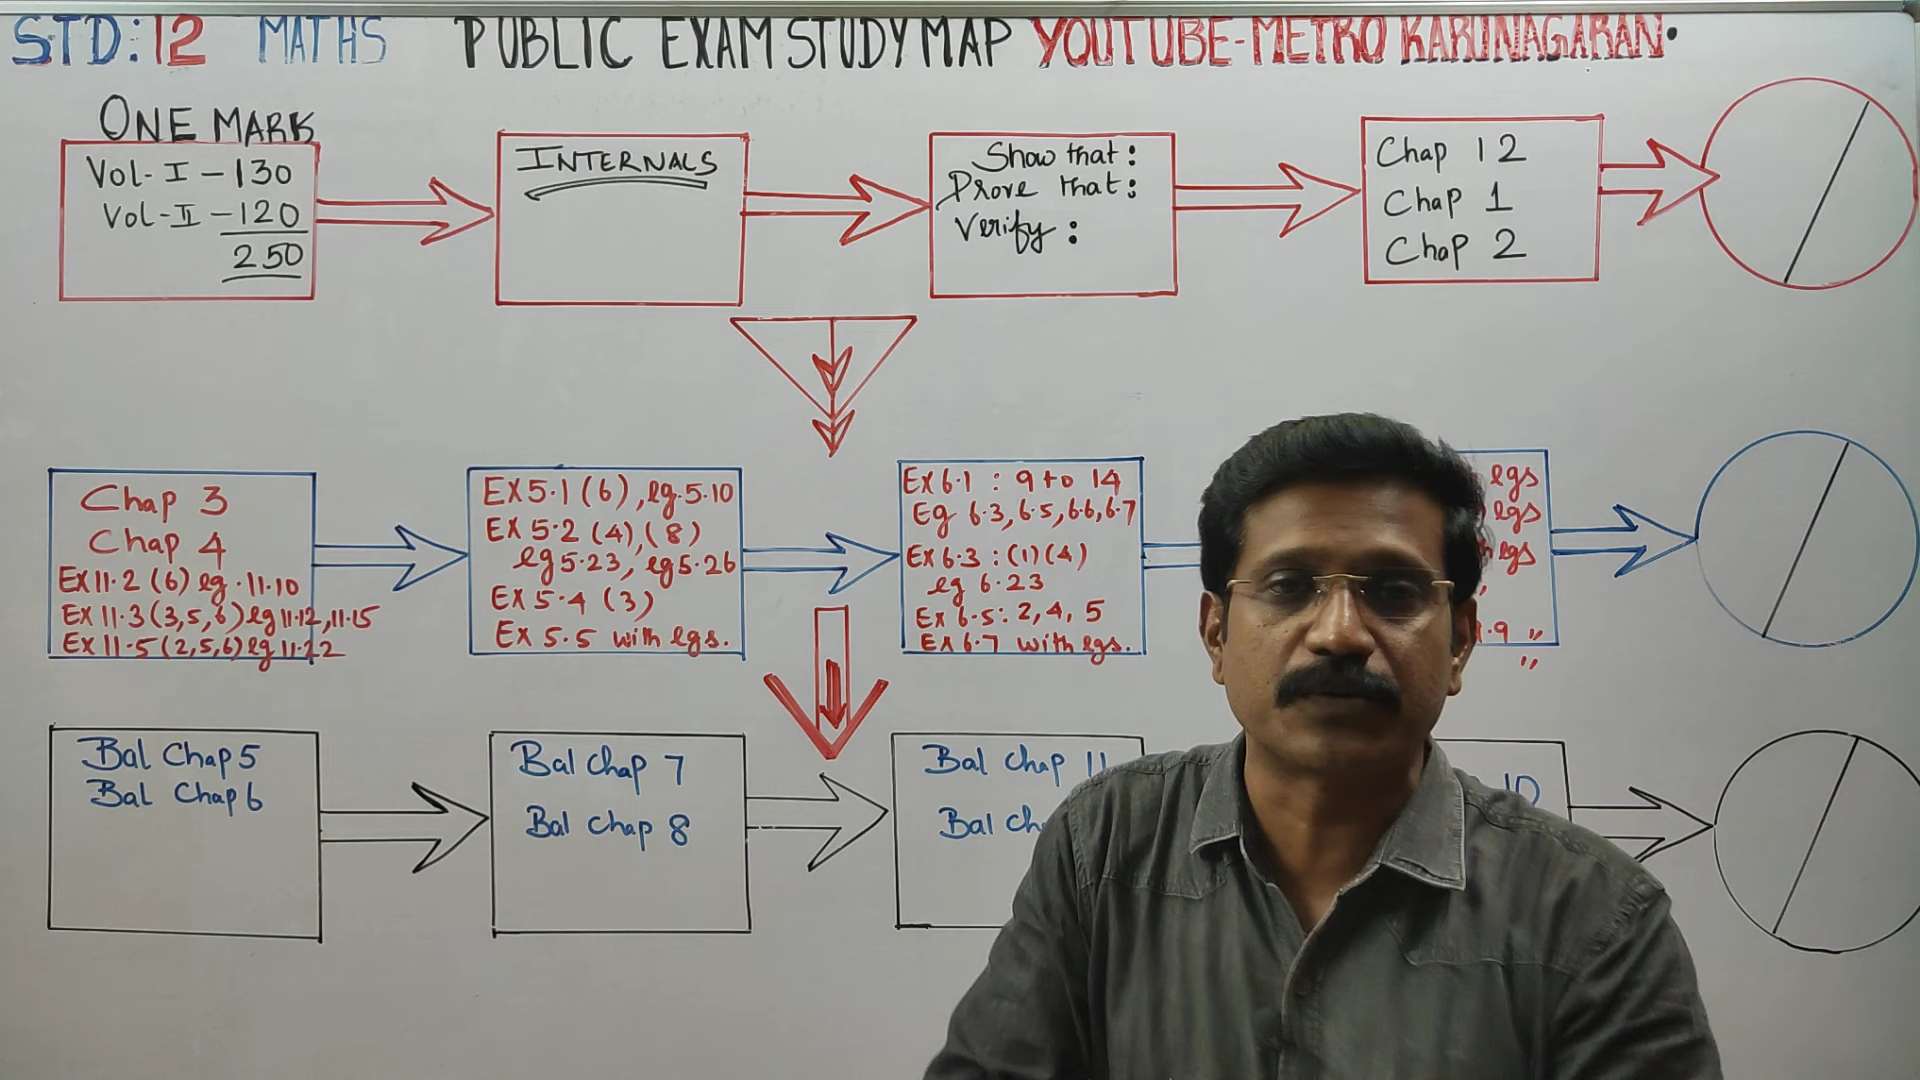 STD:12 MATHS PUBLIC EXAM STUDY MAP YOUTUBE-METRO KARUNAGARAN.
ONE MARK
Vol-I-130
Vol-II-120
250
INTERNALS
Show that:
Prove that:
Verify:
Chap 12
Chap 1
Chap 2
Chap 3
Chap 4
Ex 11.2 (6) eg.11.10
Ex 11.3 (3,5,6) eg 11.12, 11.15
Ex 11.5 (2,5,6) eg 11.22
EX 5.1 (6), eg.5.10
EX 5.2 (4), (8)
eg 5.23, eg 5.26
EX 5.4 (3)
Ex 5.5 with egs.
Ex 6.1 : 9 to 14
Eg 6.3, 6.5, 6.6, 6.7
Ex 6.3 : (1) (4)
eg 6.23
Ex 6.5: 2, 4, 5
Ex 6.7 with egs.
egs
egs
egs
.9 "
"
Bal Chap 5
Bal Chap 6
Bal Chap 7
Bal Chap 8
Bal Chap 11
Bal
10